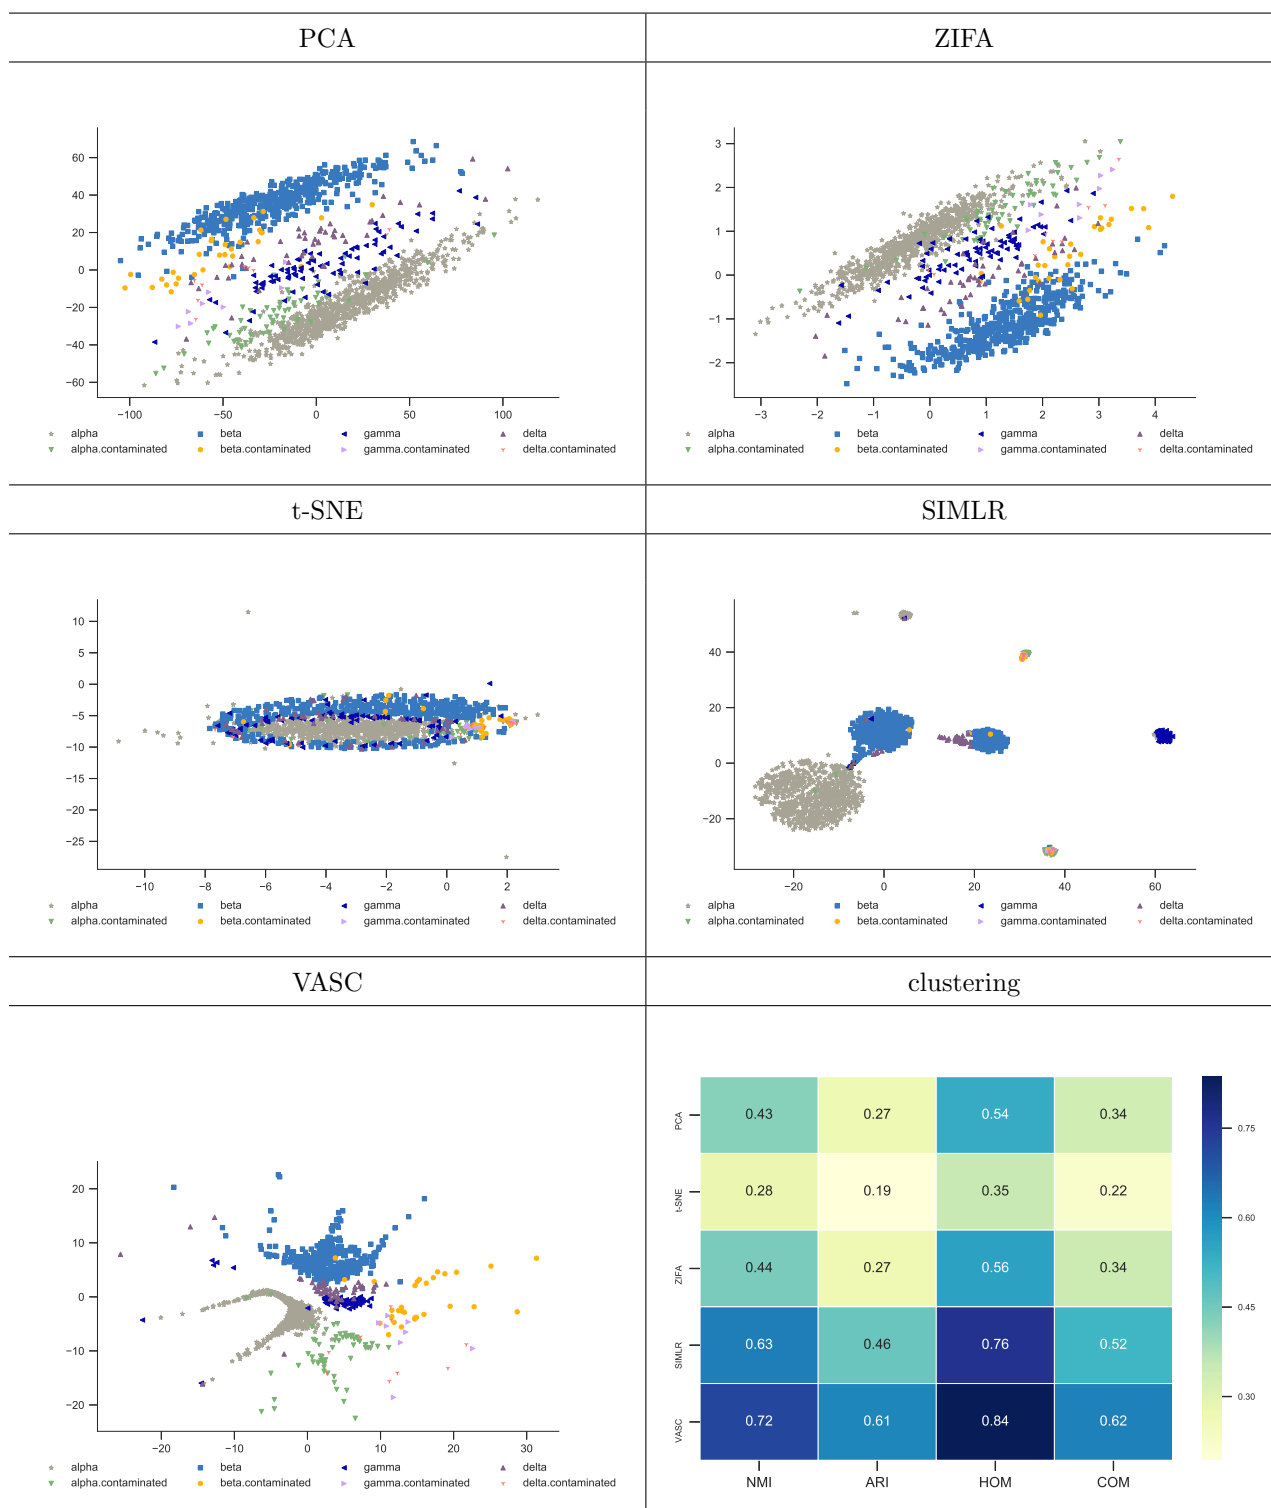 PCA
ZIFA
60
40
20
0
−20
−40
−60
−100 −50 0 50 100
alpha beta gamma delta
alpha.contaminated beta.contaminated gamma.contaminated delta.contaminated
3
2
1
0
−1
−2
−3 −2 −1 0 1 2 3 4
alpha beta gamma delta
alpha.contaminated beta.contaminated gamma.contaminated delta.contaminated
t-SNE
SIMLR
10
5
0
−5
−10
−15
−20
−25
−10 −8 −6 −4 −2 0 2
alpha beta gamma delta
alpha.contaminated beta.contaminated gamma.contaminated delta.contaminated
40
20
0
−20
−20 0 20 40 60
alpha beta gamma delta
alpha.contaminated beta.contaminated gamma.contaminated delta.contaminated
VASC
clustering
20
10
0
−10
−20
−20 −10 0 10 20 30
alpha beta gamma delta
alpha.contaminated beta.contaminated gamma.contaminated delta.contaminated
PCA 0.43 0.27 0.54 0.34
t-SNE 0.28 0.19 0.35 0.22
ZIFA 0.44 0.27 0.56 0.34
SIMLR 0.63 0.46 0.76 0.52
VASC 0.72 0.61 0.84 0.62
NMI ARI HOM COM
0.75
0.60
0.45
0.30